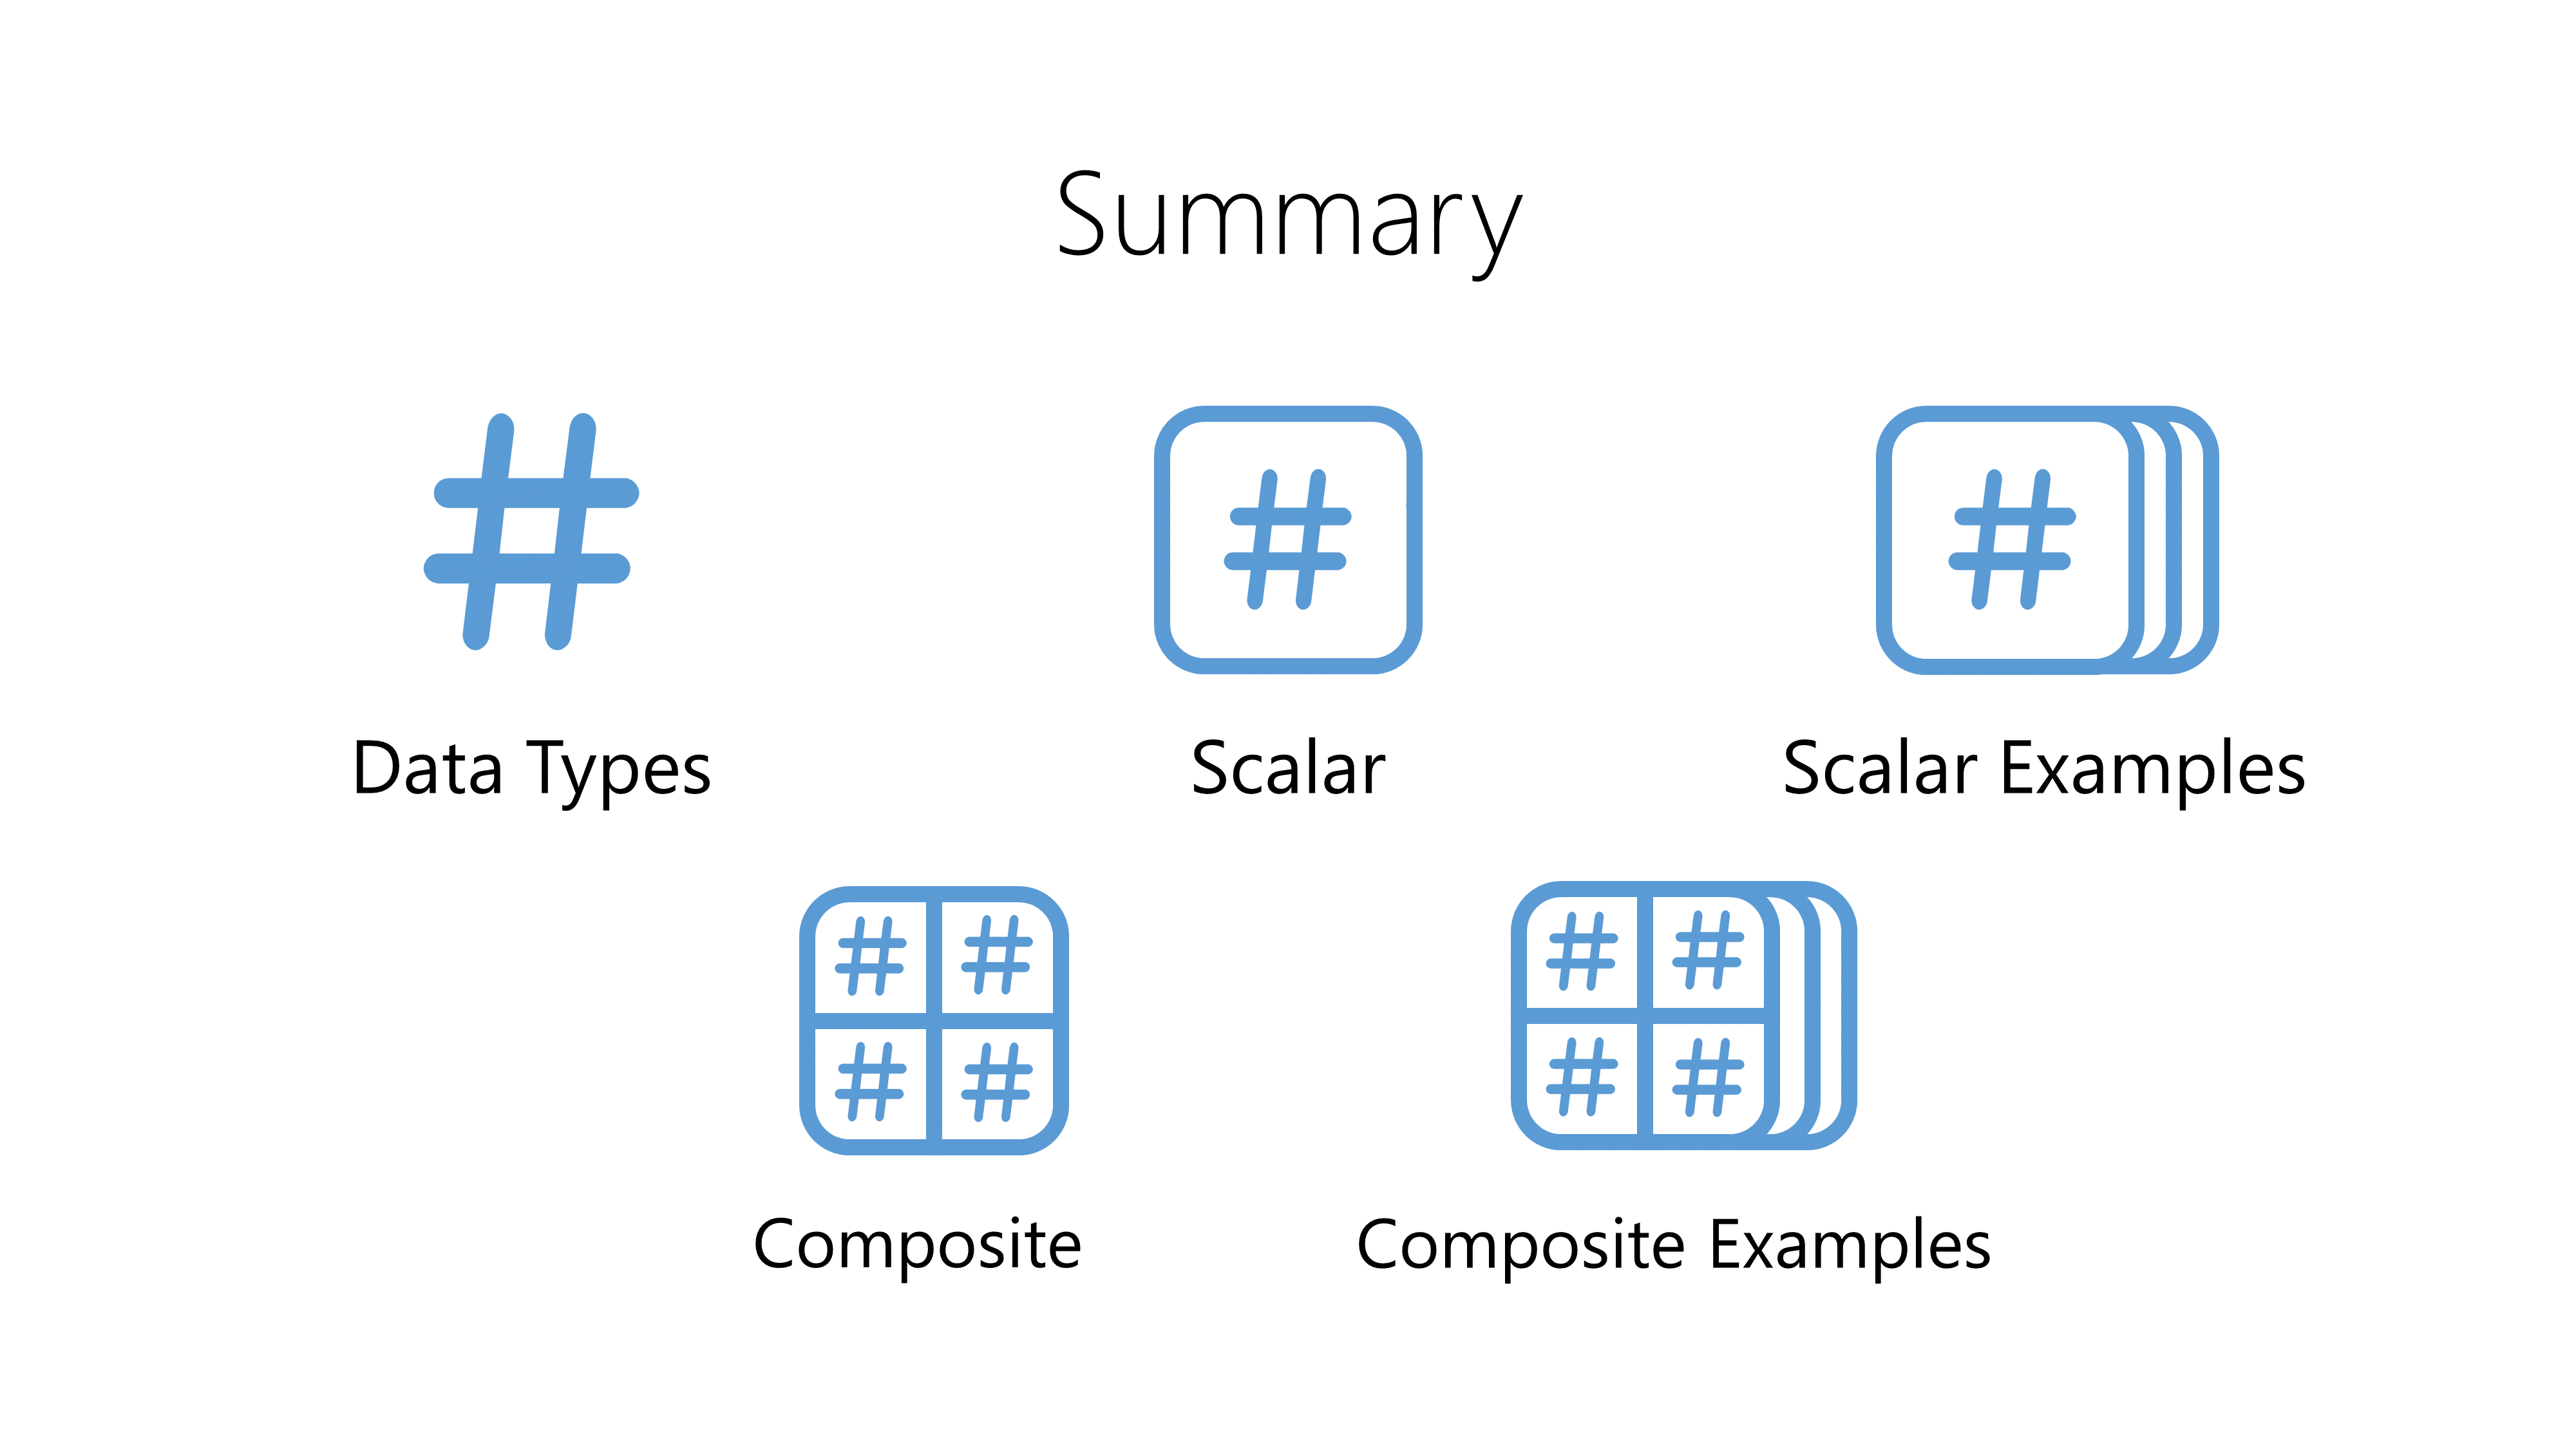 Summary
Data Types
Scalar
Scalar Examples
Composite
Composite Examples